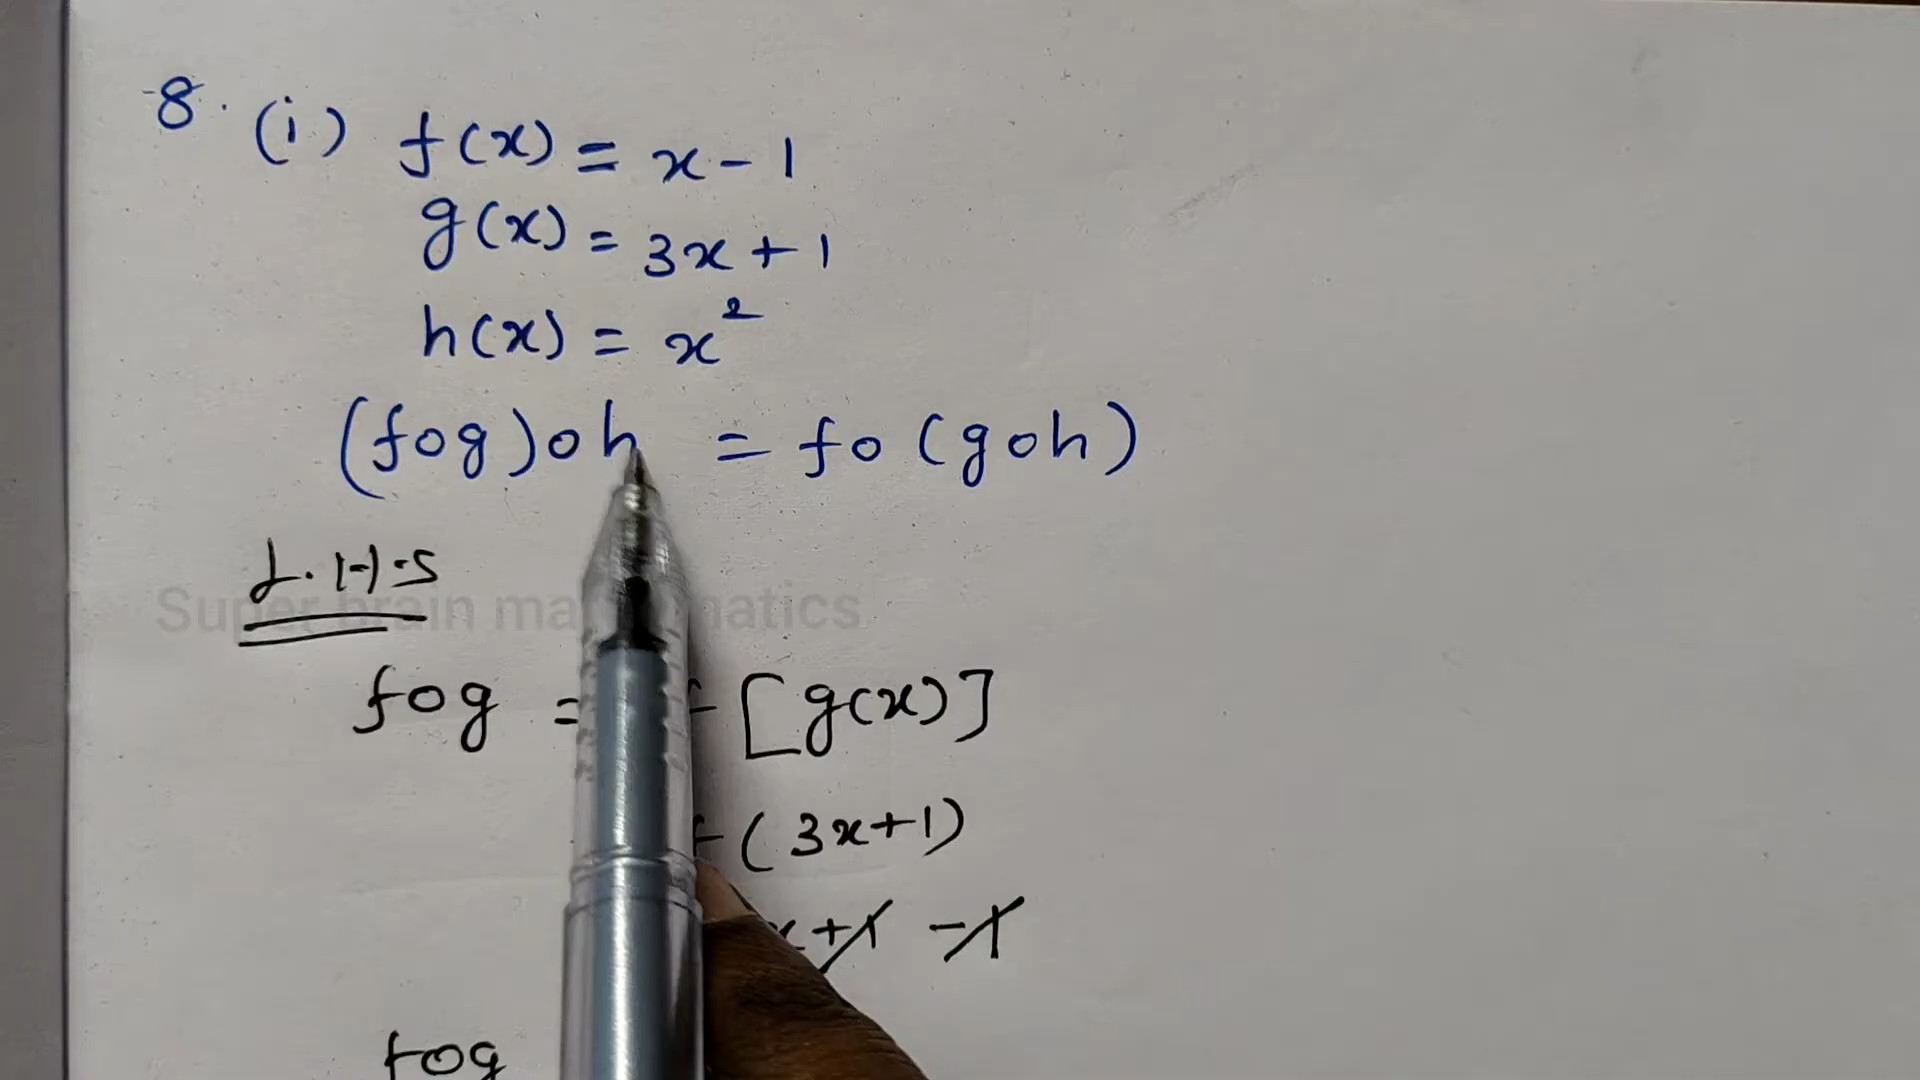 8. (i) f(x) = x - 1
g(x) = 3x + 1
h(x) = x²
(fog)oh = fo(goh)
L.H.S
Super brain mathematics
fog = f [g(x)]
f(3x+1)
x+1 -1
fog